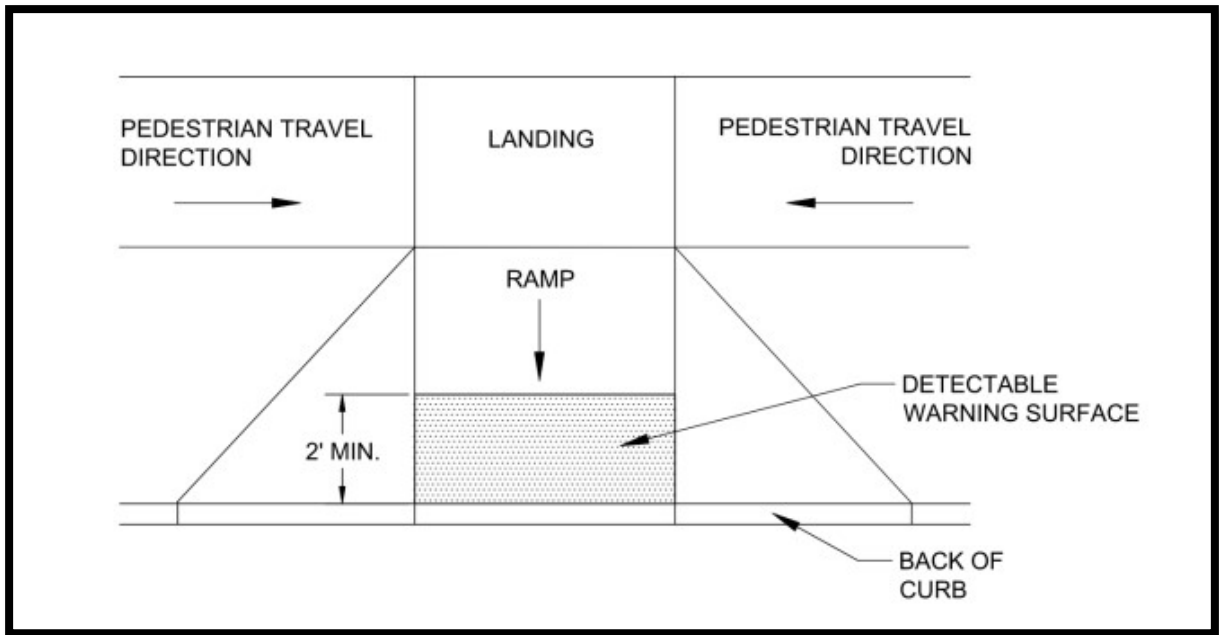 PEDESTRIAN TRAVEL
DIRECTION
LANDING
PEDESTRIAN TRAVEL
DIRECTION
RAMP
DETECTABLE
WARNING SURFACE
2' MIN.
BACK OF
CURB